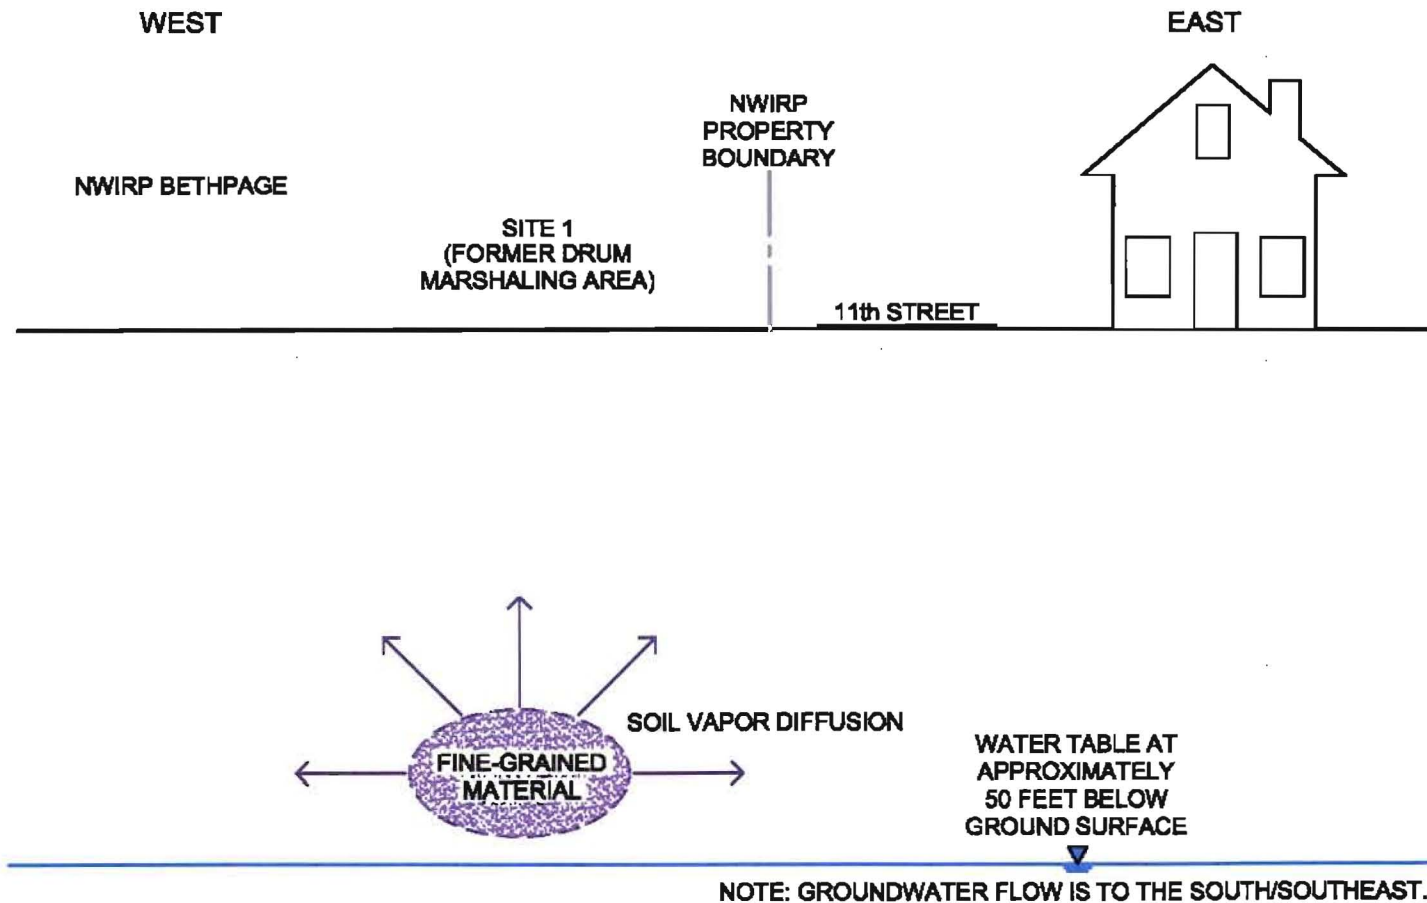 WEST
EAST
NWIRP
PROPERTY
BOUNDARY
NWIRP BETHPAGE
SITE 1
(FORMER DRUM
MARSHALING AREA)
11th STREET
SOIL VAPOR DIFFUSION
FINE-GRAINED
MATERIAL
WATER TABLE AT
APPROXIMATELY
50 FEET BELOW
GROUND SURFACE
NOTE: GROUNDWATER FLOW IS TO THE SOUTH/SOUTHEAST.